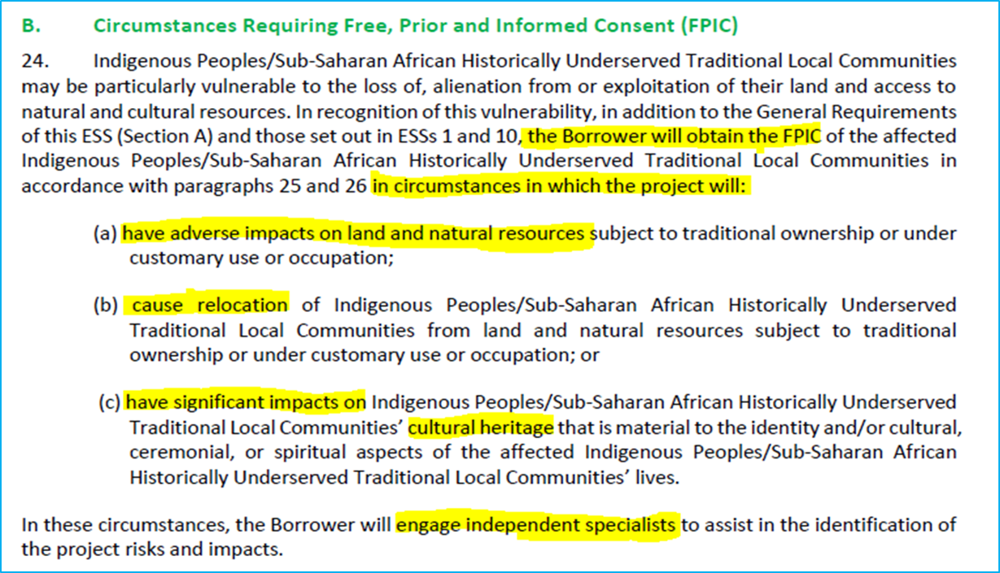 B. Circumstances Requiring Free, Prior and Informed Consent (FPIC)
24. Indigenous Peoples/Sub-Saharan African Historically Underserved Traditional Local Communities
may be particularly vulnerable to the loss of, alienation from or exploitation of their land and access to
natural and cultural resources. In recognition of this vulnerability, in addition to the General Requirements
of this ESS (Section A) and those set out in ESSs 1 and 10, the Borrower will obtain the FPIC of the affected
Indigenous Peoples/Sub-Saharan African Historically Underserved Traditional Local Communities in
accordance with paragraphs 25 and 26 in circumstances in which the project will:
(a) have adverse impacts on land and natural resources subject to traditional ownership or under
customary use or occupation;
(b) cause relocation of Indigenous Peoples/Sub-Saharan African Historically Underserved
Traditional Local Communities from land and natural resources subject to traditional
ownership or under customary use or occupation; or
(c) have significant impacts on Indigenous Peoples/Sub-Saharan African Historically Underserved
Traditional Local Communities’ cultural heritage that is material to the identity and/or cultural,
ceremonial, or spiritual aspects of the affected Indigenous Peoples/Sub-Saharan African
Historically Underserved Traditional Local Communities’ lives.
In these circumstances, the Borrower will engage independent specialists to assist in the identification of
the project risks and impacts.